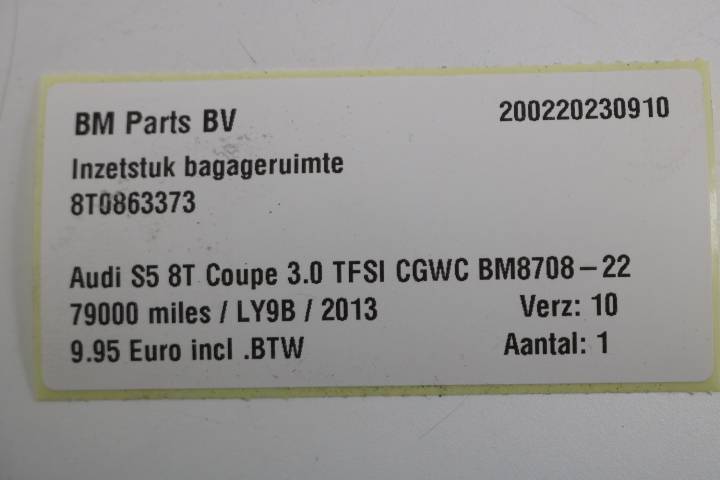 BM Parts BV 200220230910
Inzetstuk bagageruimte
8T0863373
Audi S5 8T Coupe 3.0 TFSI CGWC BM8708-22
79000 miles / LY9B / 2013 Verz: 10
9.95 Euro incl .BTW Aantal: 1